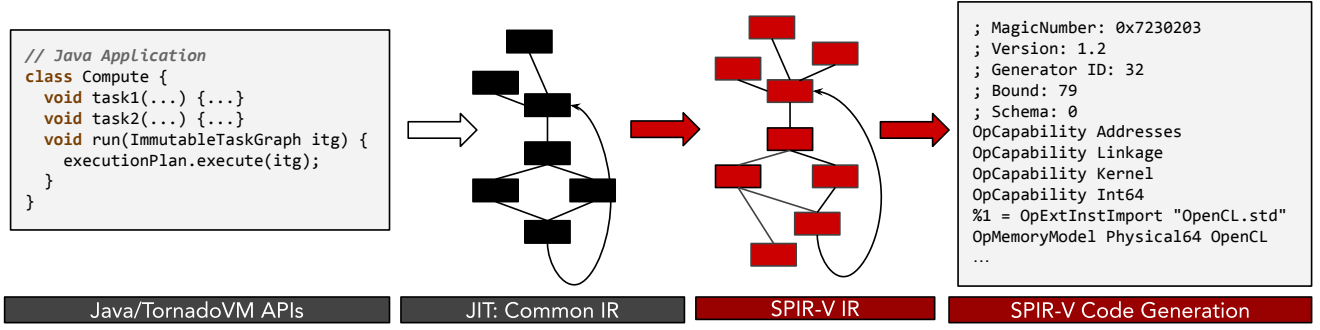 // Java Application
class Compute {
void task1(...) {...}
void task2(...) {...}
void run(ImmutableTaskGraph itg) {
executionPlan.execute(itg);
}
}
; MagicNumber: 0x7230203
; Version: 1.2
; Generator ID: 32
; Bound: 79
; Schema: 0
OpCapability Addresses
OpCapability Linkage
OpCapability Kernel
OpCapability Int64
%1 = OpExtInstImport "OpenCL.std"
OpMemoryModel Physical64 OpenCL
…
Java/TornadoVM APIs
JIT: Common IR
SPIR-V IR
SPIR-V Code Generation